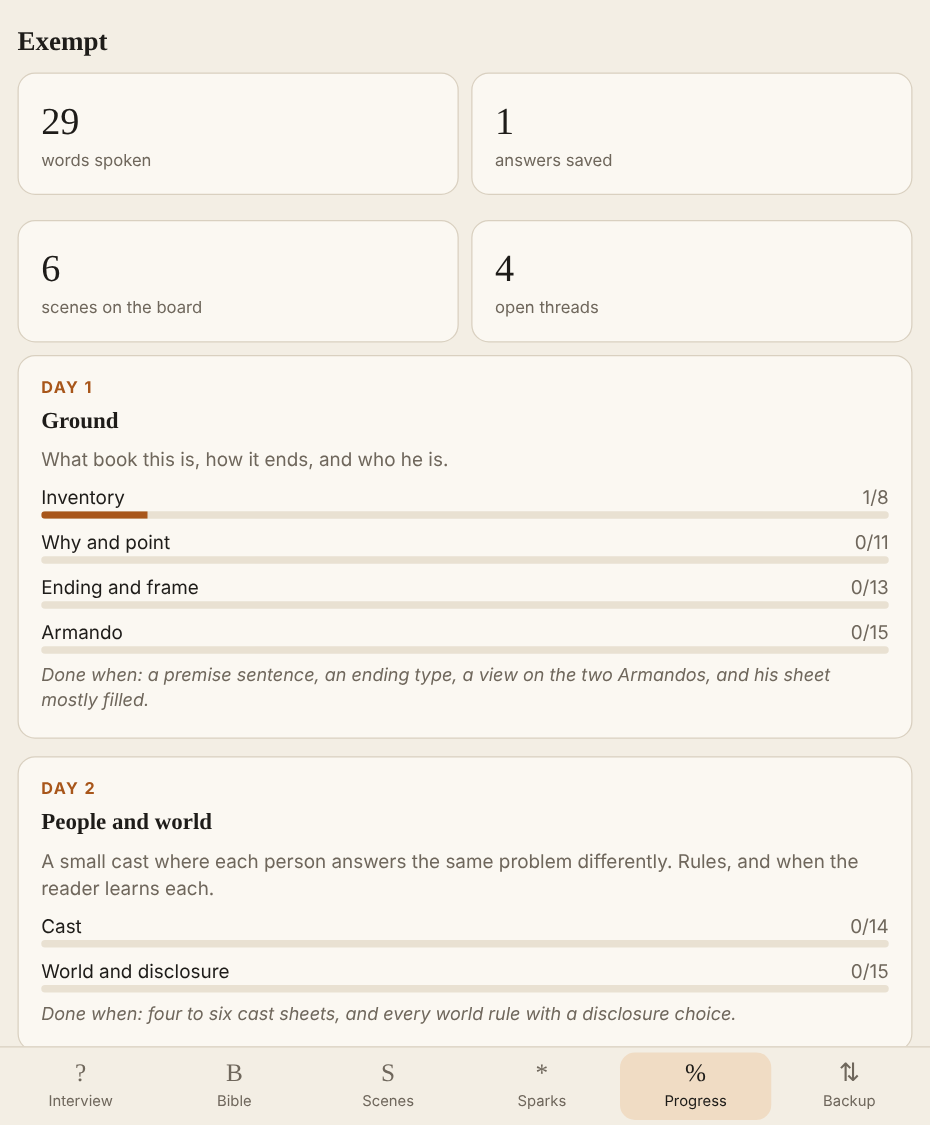 Exempt
29
words spoken
1
answers saved
6
scenes on the board
4
open threads
DAY 1
Ground
What book this is, how it ends, and who he is.
Inventory 1/8
Why and point 0/11
Ending and frame 0/13
Armando 0/15
Done when: a premise sentence, an ending type, a view on the two Armandos, and his sheet
mostly filled.
DAY 2
People and world
A small cast where each person answers the same problem differently. Rules, and when the
reader learns each.
Cast 0/14
World and disclosure 0/15
Done when: four to six cast sheets, and every world rule with a disclosure choice.
? B S * % ⇅
Interview Bible Scenes Sparks Progress Backup